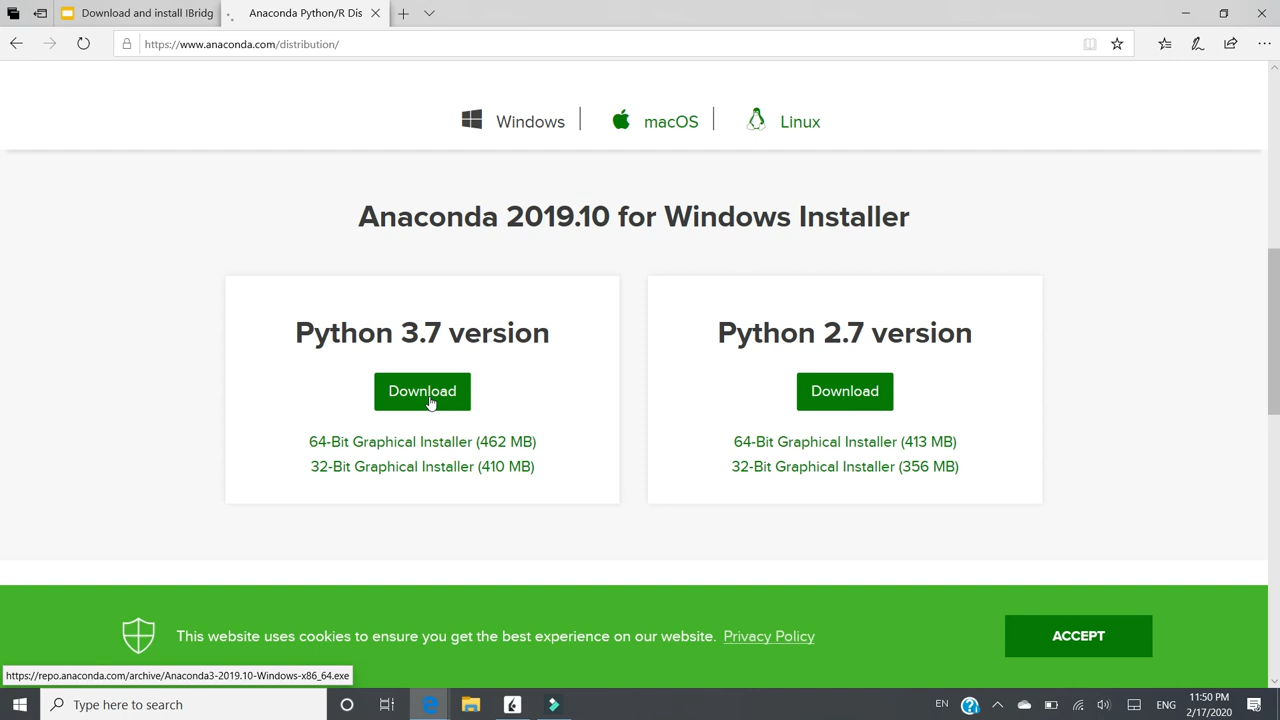 Download and install IBridg
Anaconda Python/R Dis
https://www.anaconda.com/distribution/
Windows
macOS
Linux
Anaconda 2019.10 for Windows Installer
Python 3.7 version
Download
64-Bit Graphical Installer (462 MB)
32-Bit Graphical Installer (410 MB)
Python 2.7 version
Download
64-Bit Graphical Installer (413 MB)
32-Bit Graphical Installer (356 MB)
This website uses cookies to ensure you get the best experience on our website. Privacy Policy
ACCEPT
https://repo.anaconda.com/archive/Anaconda3-2019.10-Windows-x86_64.exe
Type here to search
EN
ENG
11:50 PM
2/17/2020